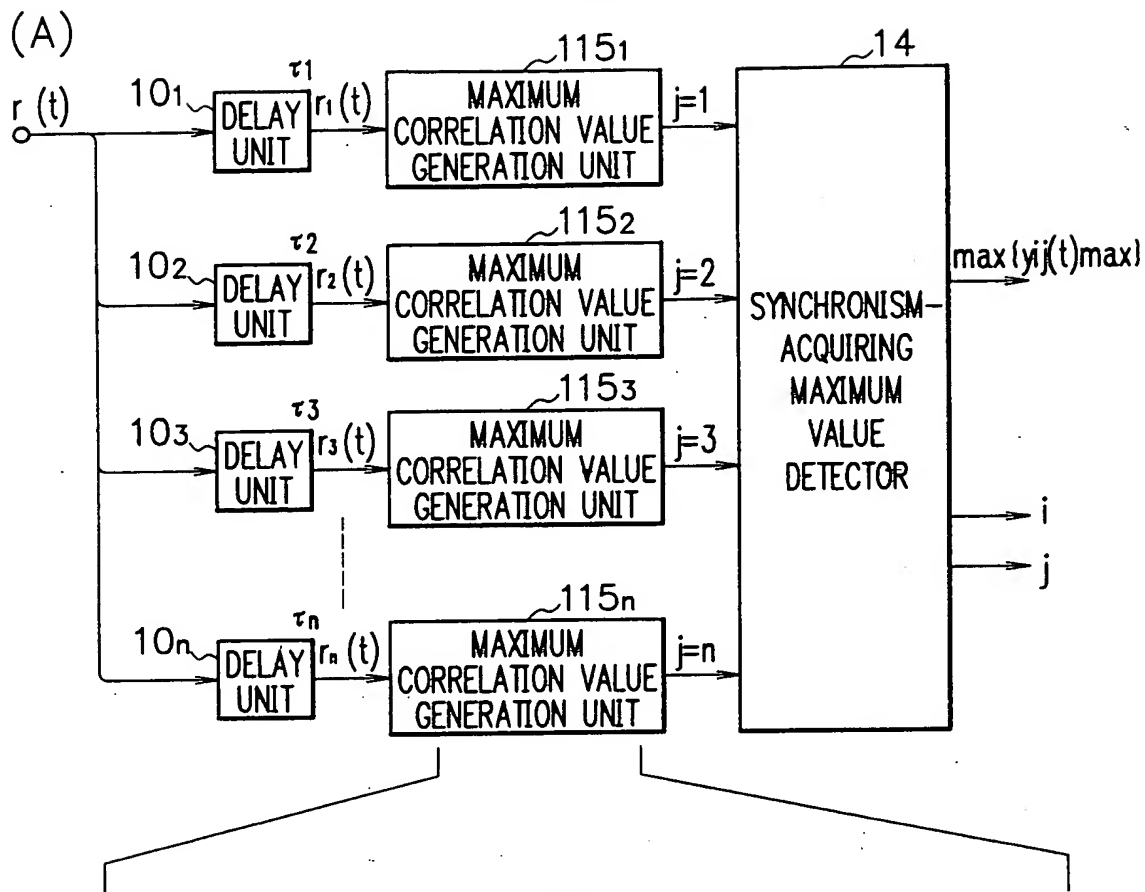 (A)
r (t)
10₁
τ1
DELAY
UNIT
r₁(t)
115₁
MAXIMUM
CORRELATION VALUE
GENERATION UNIT
j=1
10₂
τ2
DELAY
UNIT
r₂(t)
115₂
MAXIMUM
CORRELATION VALUE
GENERATION UNIT
j=2
10₃
τ3
DELAY
UNIT
r₃(t)
115₃
MAXIMUM
CORRELATION VALUE
GENERATION UNIT
j=3
10n
τn
DELAY
UNIT
rn (t)
115n
MAXIMUM
CORRELATION VALUE
GENERATION UNIT
j=n
14
SYNCHRONISM-
ACQUIRING
MAXIMUM
VALUE
DETECTOR
max{yij(t)max}
i
j